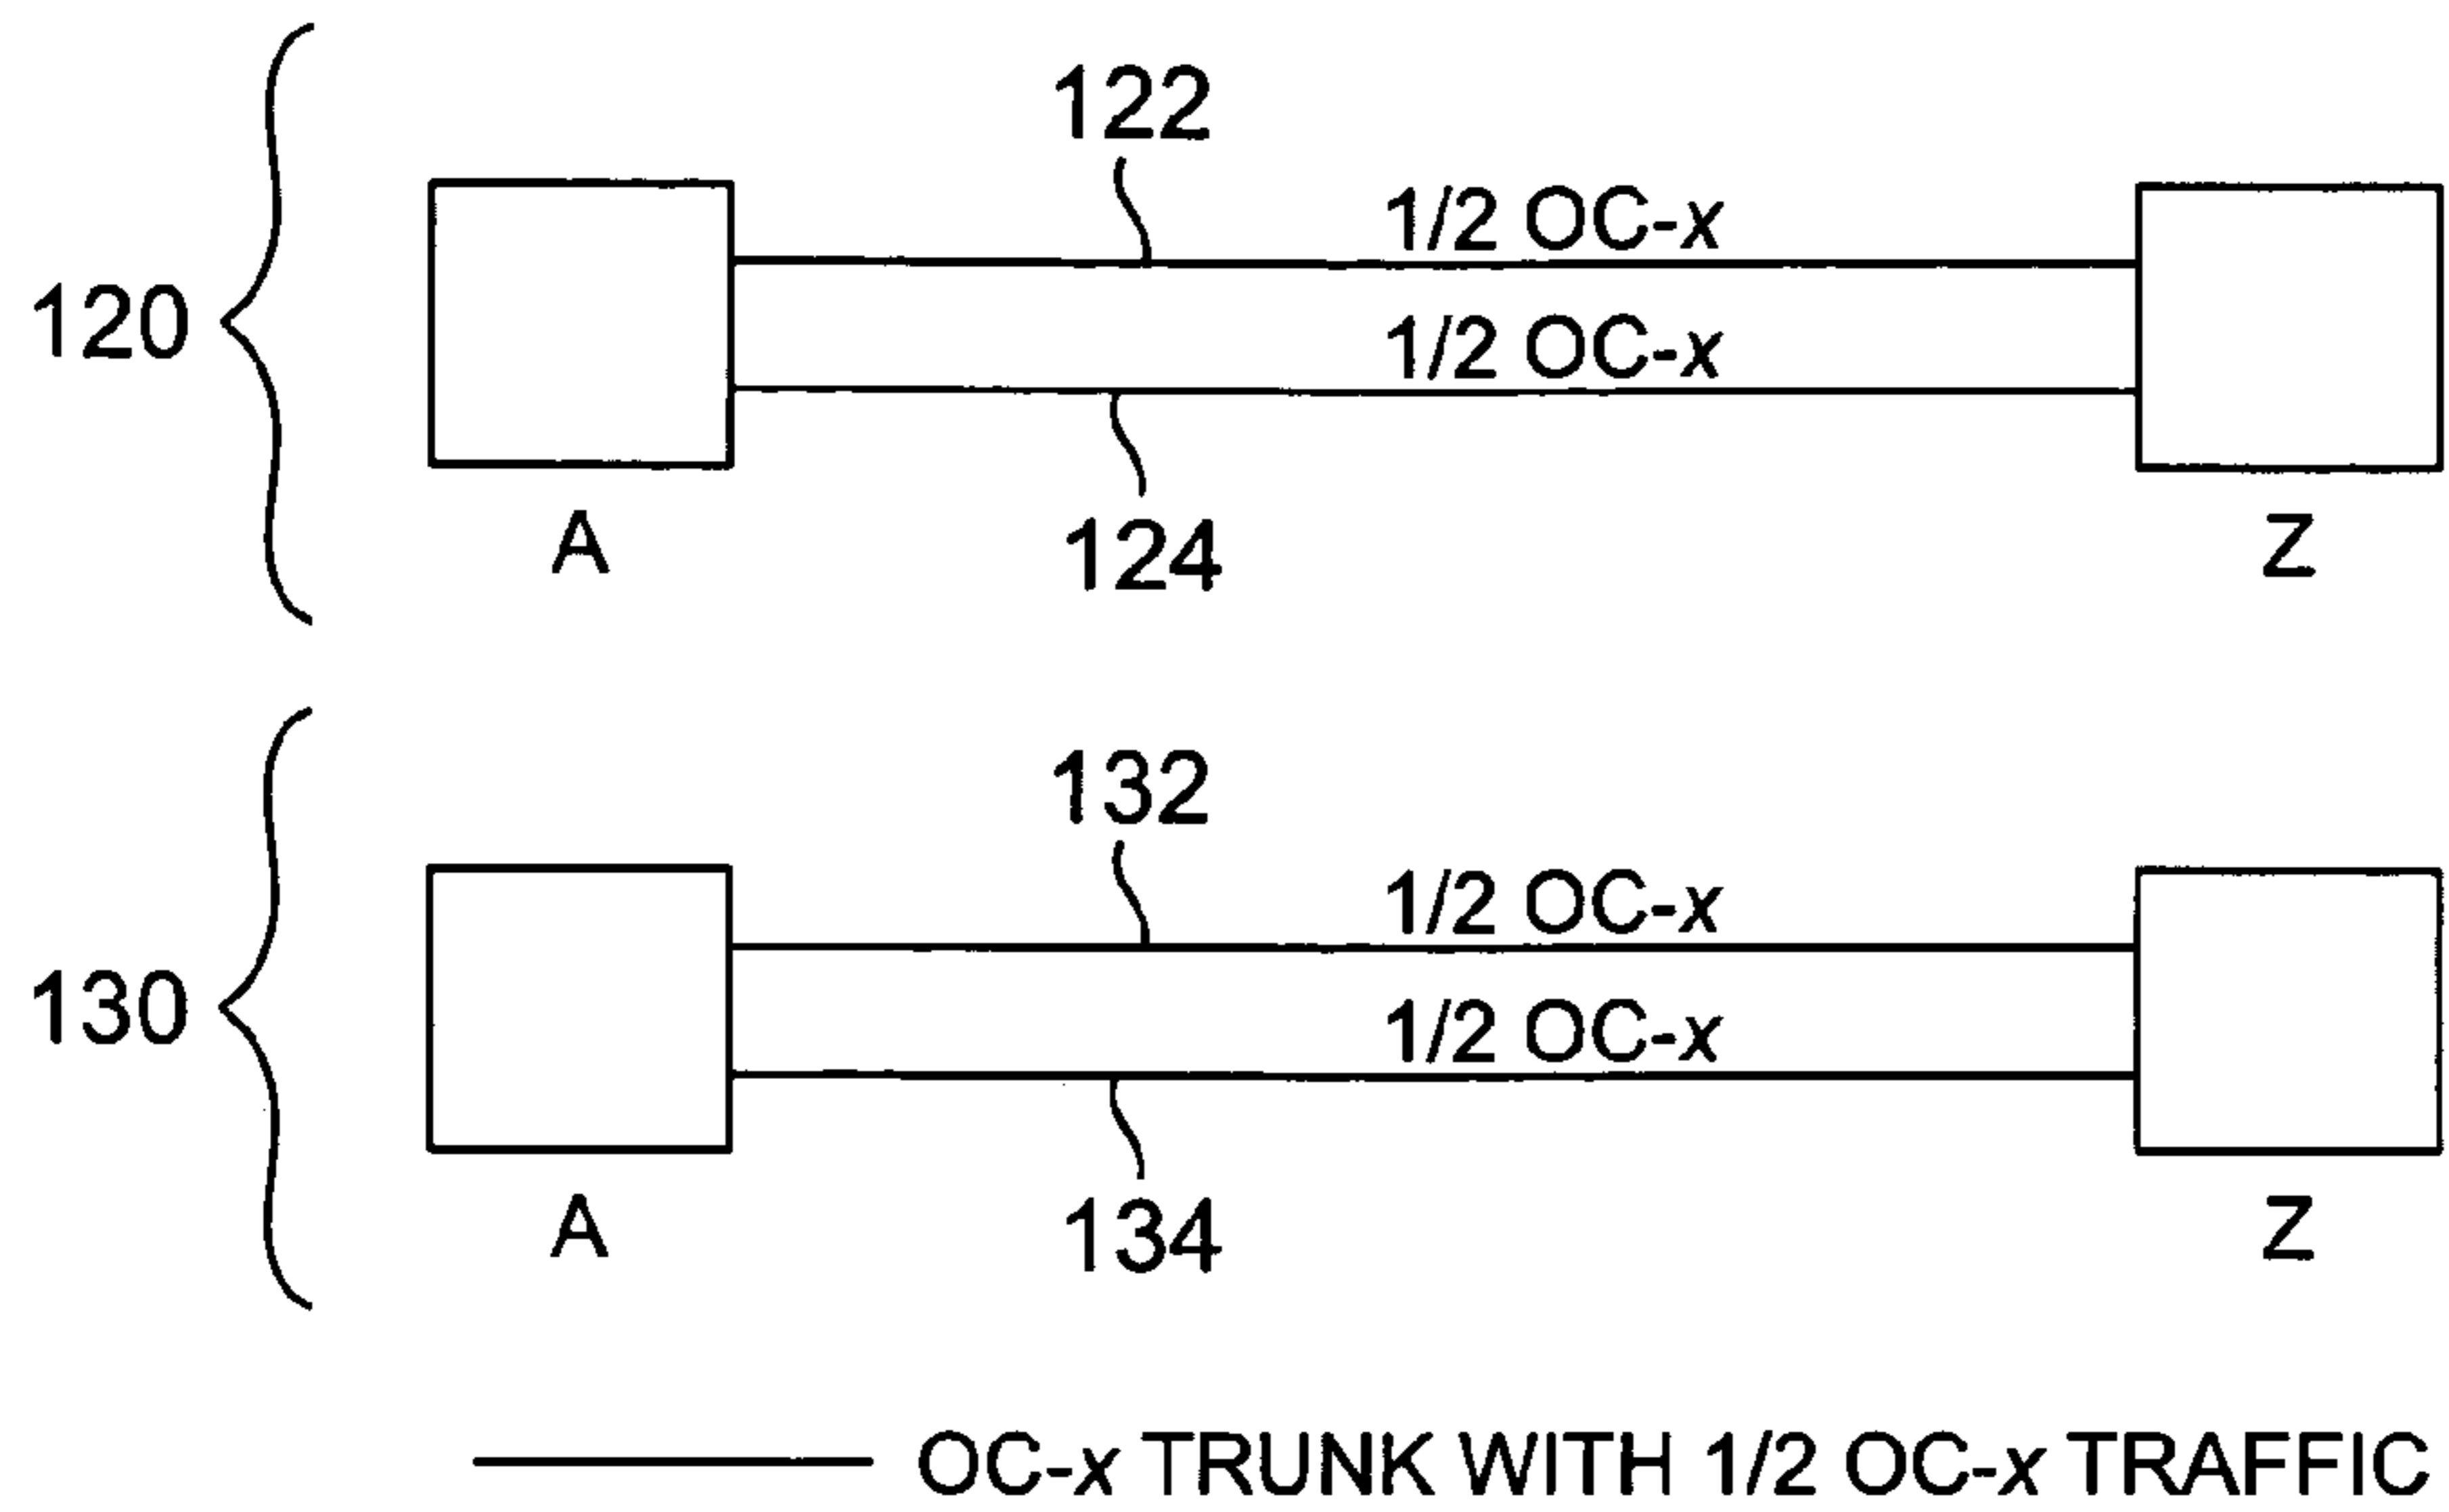 122
1/2 OC-x
120
1/2 OC-x
A
124
Z
132
1/2 OC-x
130
1/2 OC-x
A
134
Z
OC-x TRUNK WITH 1/2 OC-x TRAFFIC